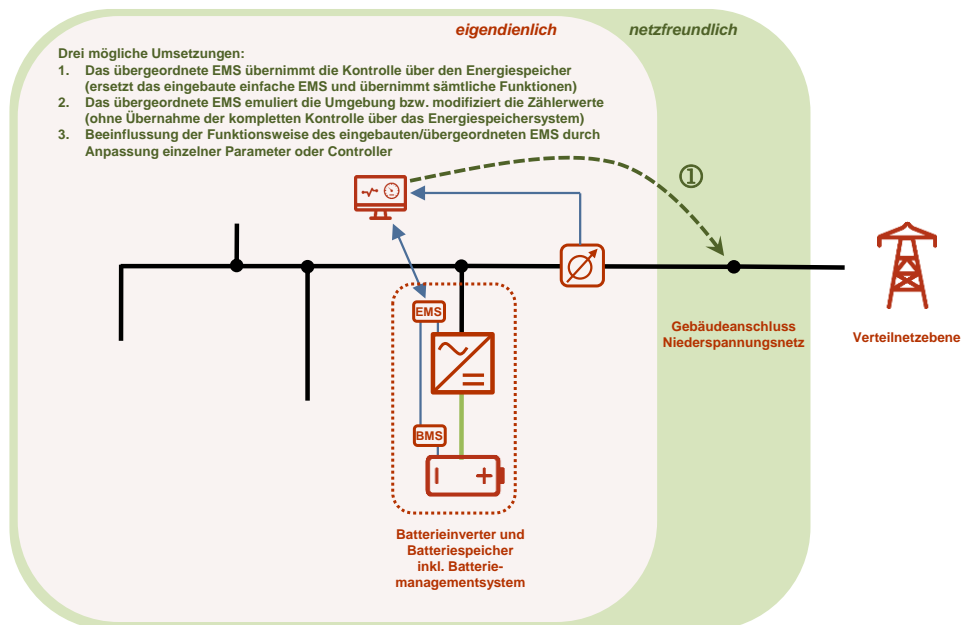 eigendienlich
netzfreundlich
Drei mögliche Umsetzungen:
1. Das übergeordnete EMS übernimmt die Kontrolle über den Energiespeicher
(ersetzt das eingebaute einfache EMS und übernimmt sämtliche Funktionen)
2. Das übergeordnete EMS emuliert die Umgebung bzw. modifiziert die Zählerwerte
(ohne Übernahme der kompletten Kontrolle über das Energiespeichersystem)
3. Beeinflussung der Funktionsweise des eingebauten/übergeordneten EMS durch
Anpassung einzelner Parameter oder Controller
①
EMS
Gebäudeanschluss
Niederspannungsnetz
Verteilnetzebene
BMS
Batterieinverter und
Batteriespeicher
inkl. Batterie-
managementsystem